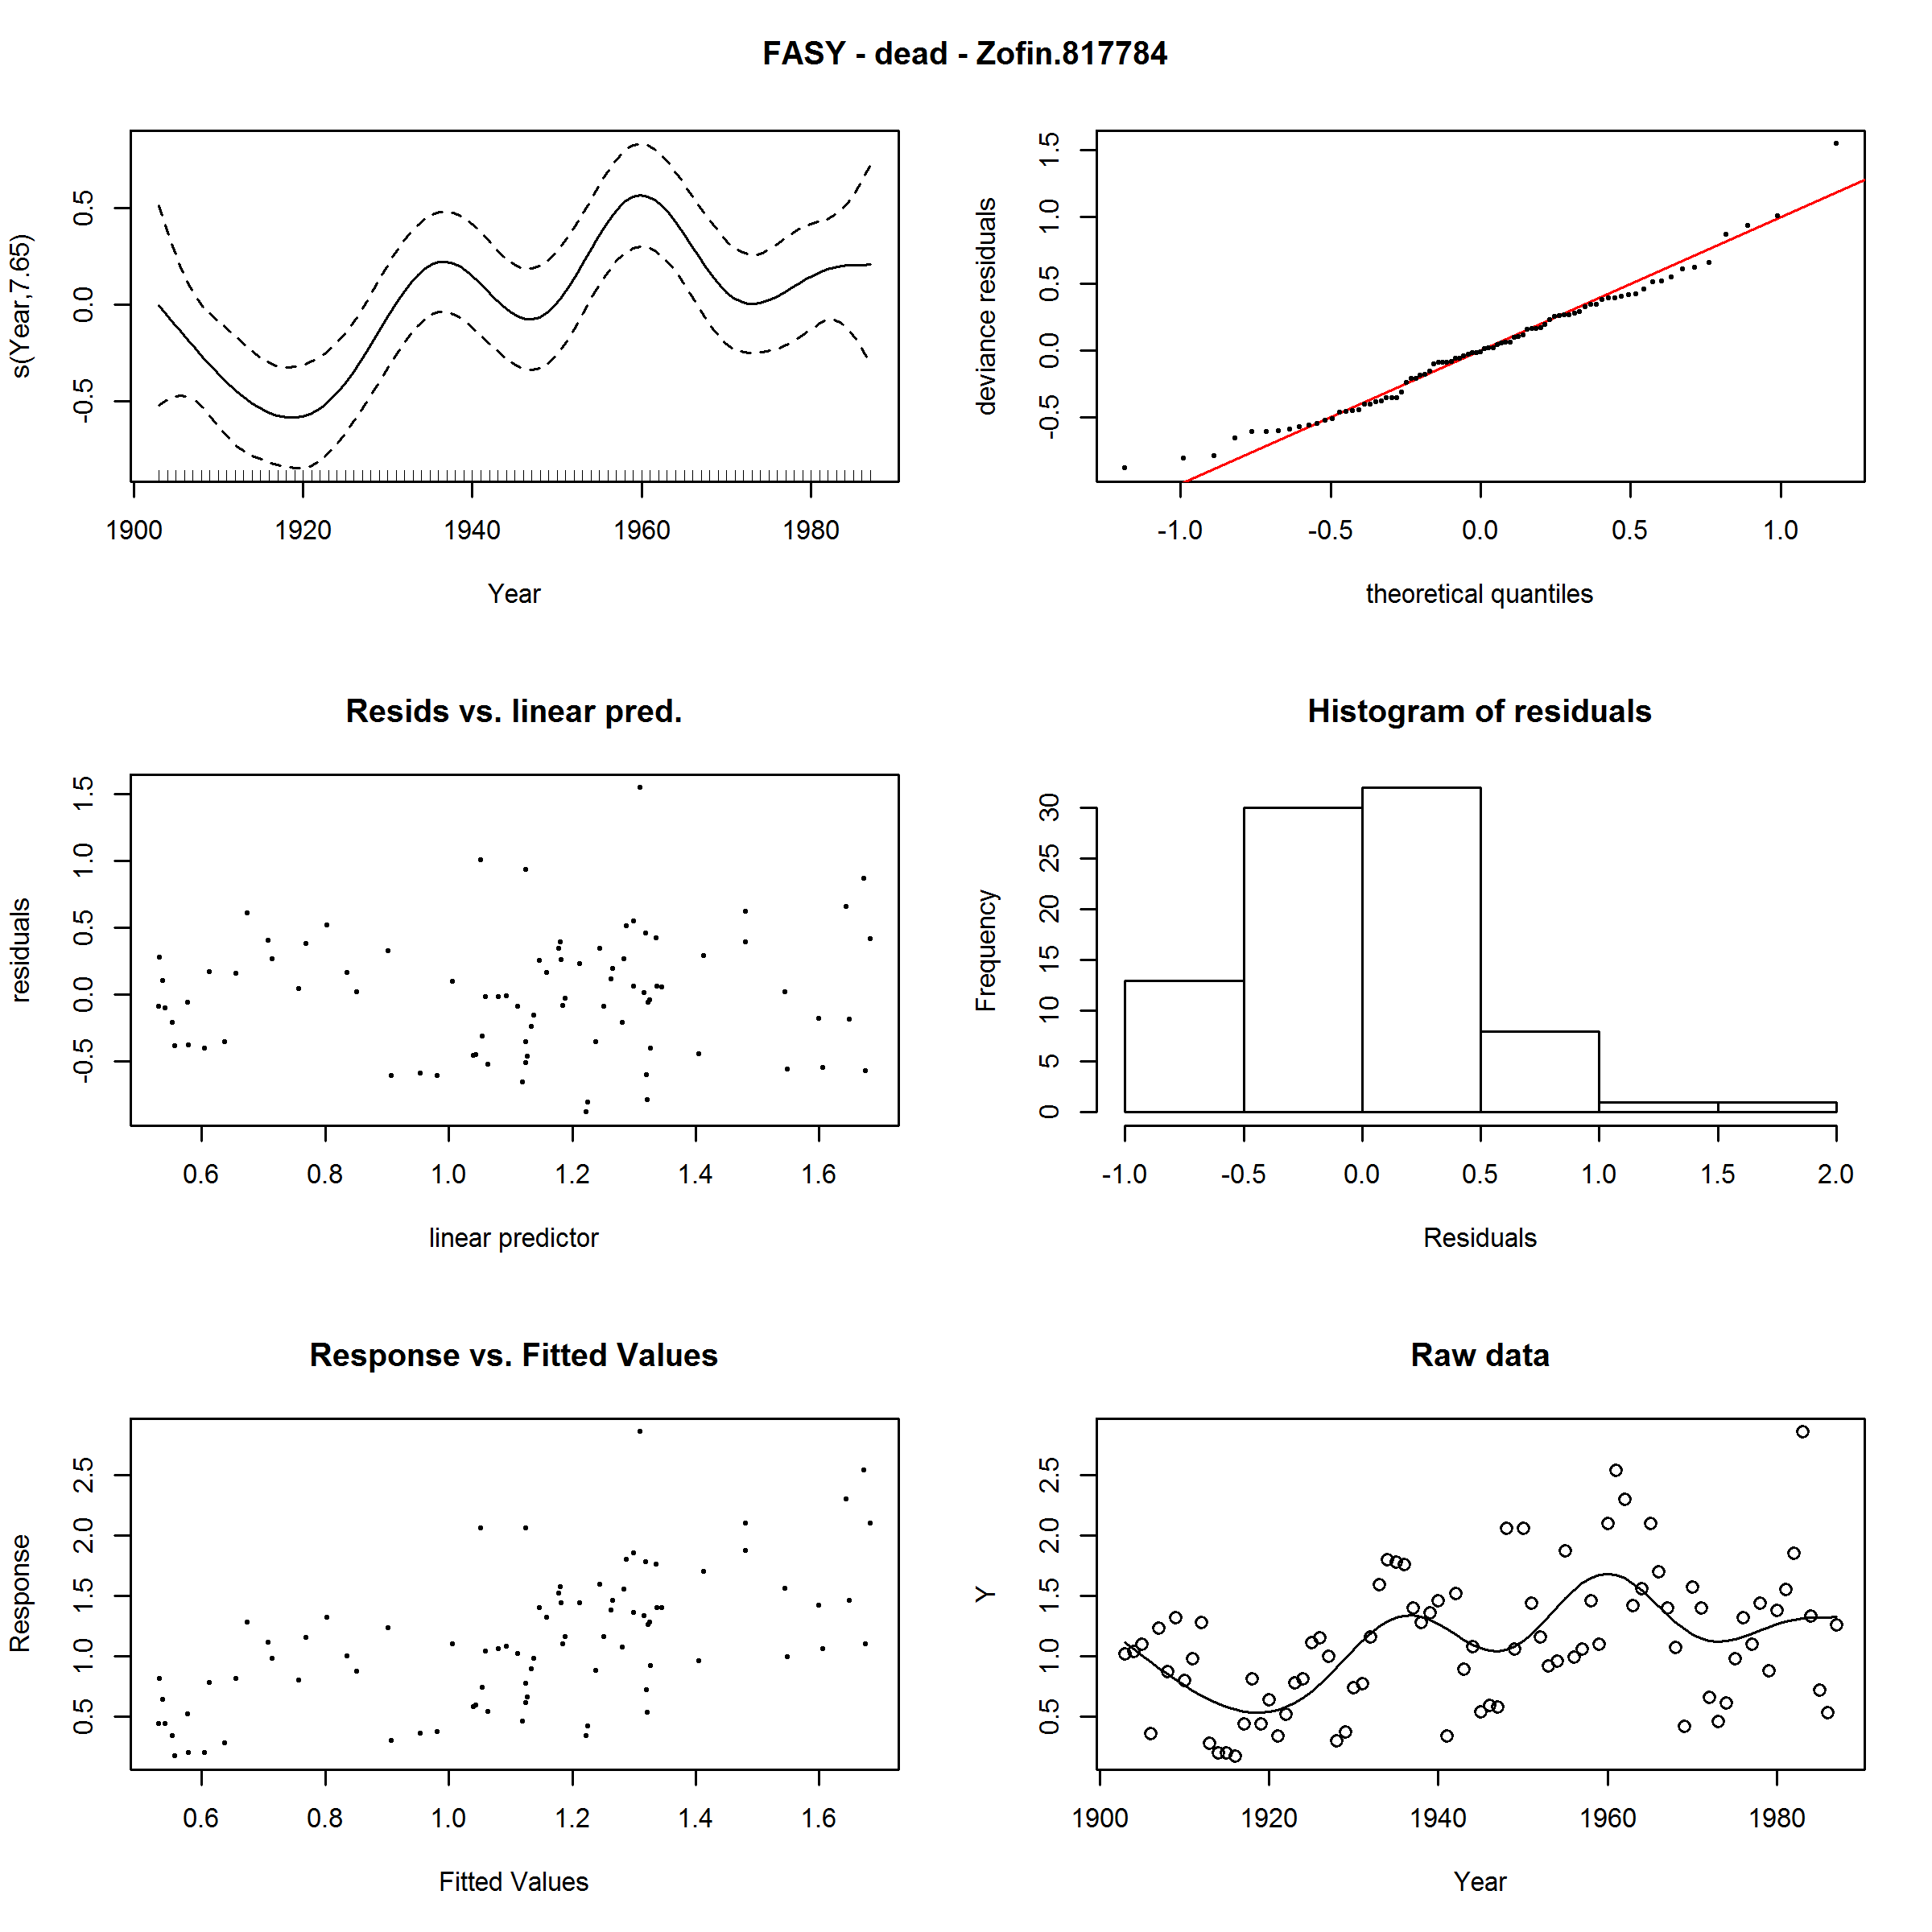 FASY - dead - Zofin.817784
s(Year,7.65)
-0.5 0.0 0.5
1900 1920 1940 1960 1980
Year
deviance residuals
-0.5 0.0 0.5 1.0 1.5
-1.0 -0.5 0.0 0.5 1.0
theoretical quantiles
Resids vs. linear pred.
residuals
-0.5 0.0 0.5 1.0 1.5
0.6 0.8 1.0 1.2 1.4 1.6
linear predictor
Histogram of residuals
Frequency
0 5 10 15 20 25 30
-1.0 -0.5 0.0 0.5 1.0 1.5 2.0
Residuals
Response vs. Fitted Values
Response
0.5 1.0 1.5 2.0 2.5
0.6 0.8 1.0 1.2 1.4 1.6
Fitted Values
Raw data
Y
0.5 1.0 1.5 2.0 2.5
1900 1920 1940 1960 1980
Year